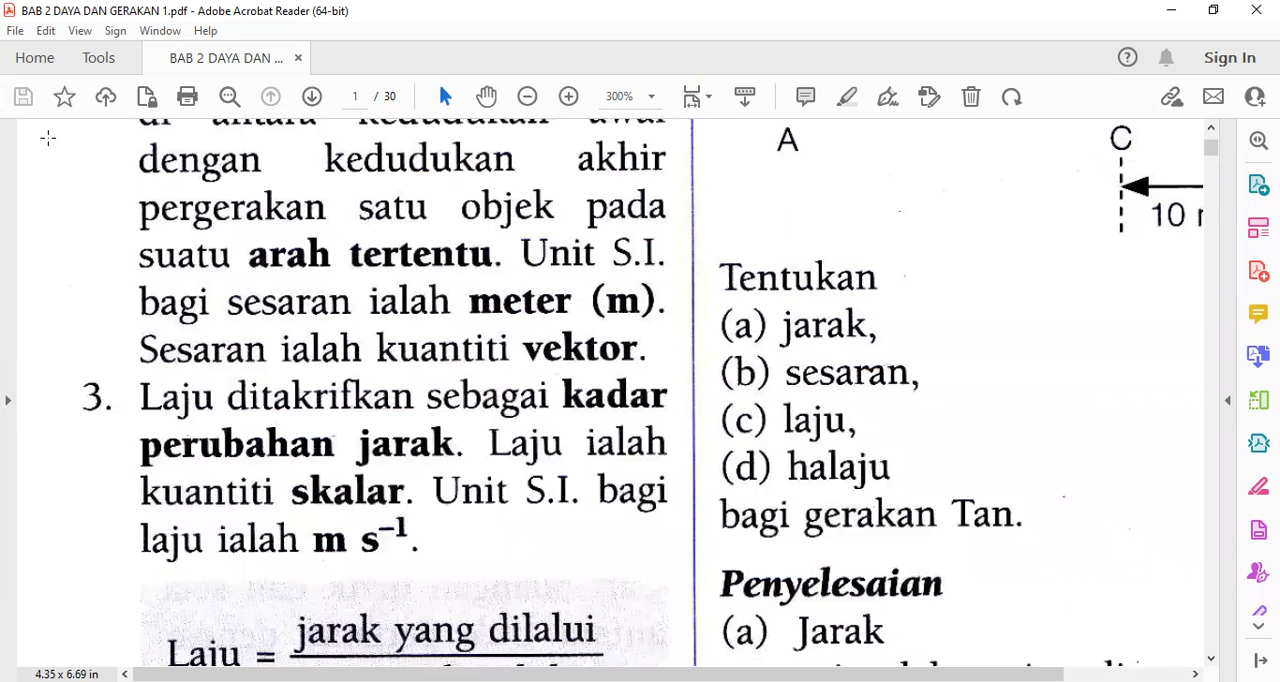 BAB 2 DAYA DAN GERAKAN 1.pdf - Adobe Acrobat Reader (64-bit)
File Edit View Sign Window Help
Home Tools BAB 2 DAYA DAN ... × Sign In
1 / 30 300%
dengan kedudukan akhir
pergerakan satu objek pada
suatu arah tertentu. Unit S.I.
bagi sesaran ialah meter (m).
Sesaran ialah kuantiti vektor.
3. Laju ditakrifkan sebagai kadar
perubahan jarak. Laju ialah
kuantiti skalar. Unit S.I. bagi
laju ialah m s⁻¹.
Laju = jarak yang dilalui
A C
10
Tentukan
(a) jarak,
(b) sesaran,
(c) laju,
(d) halaju
bagi gerakan Tan.
Penyelesaian
(a) Jarak
4.35 x 6.69 in